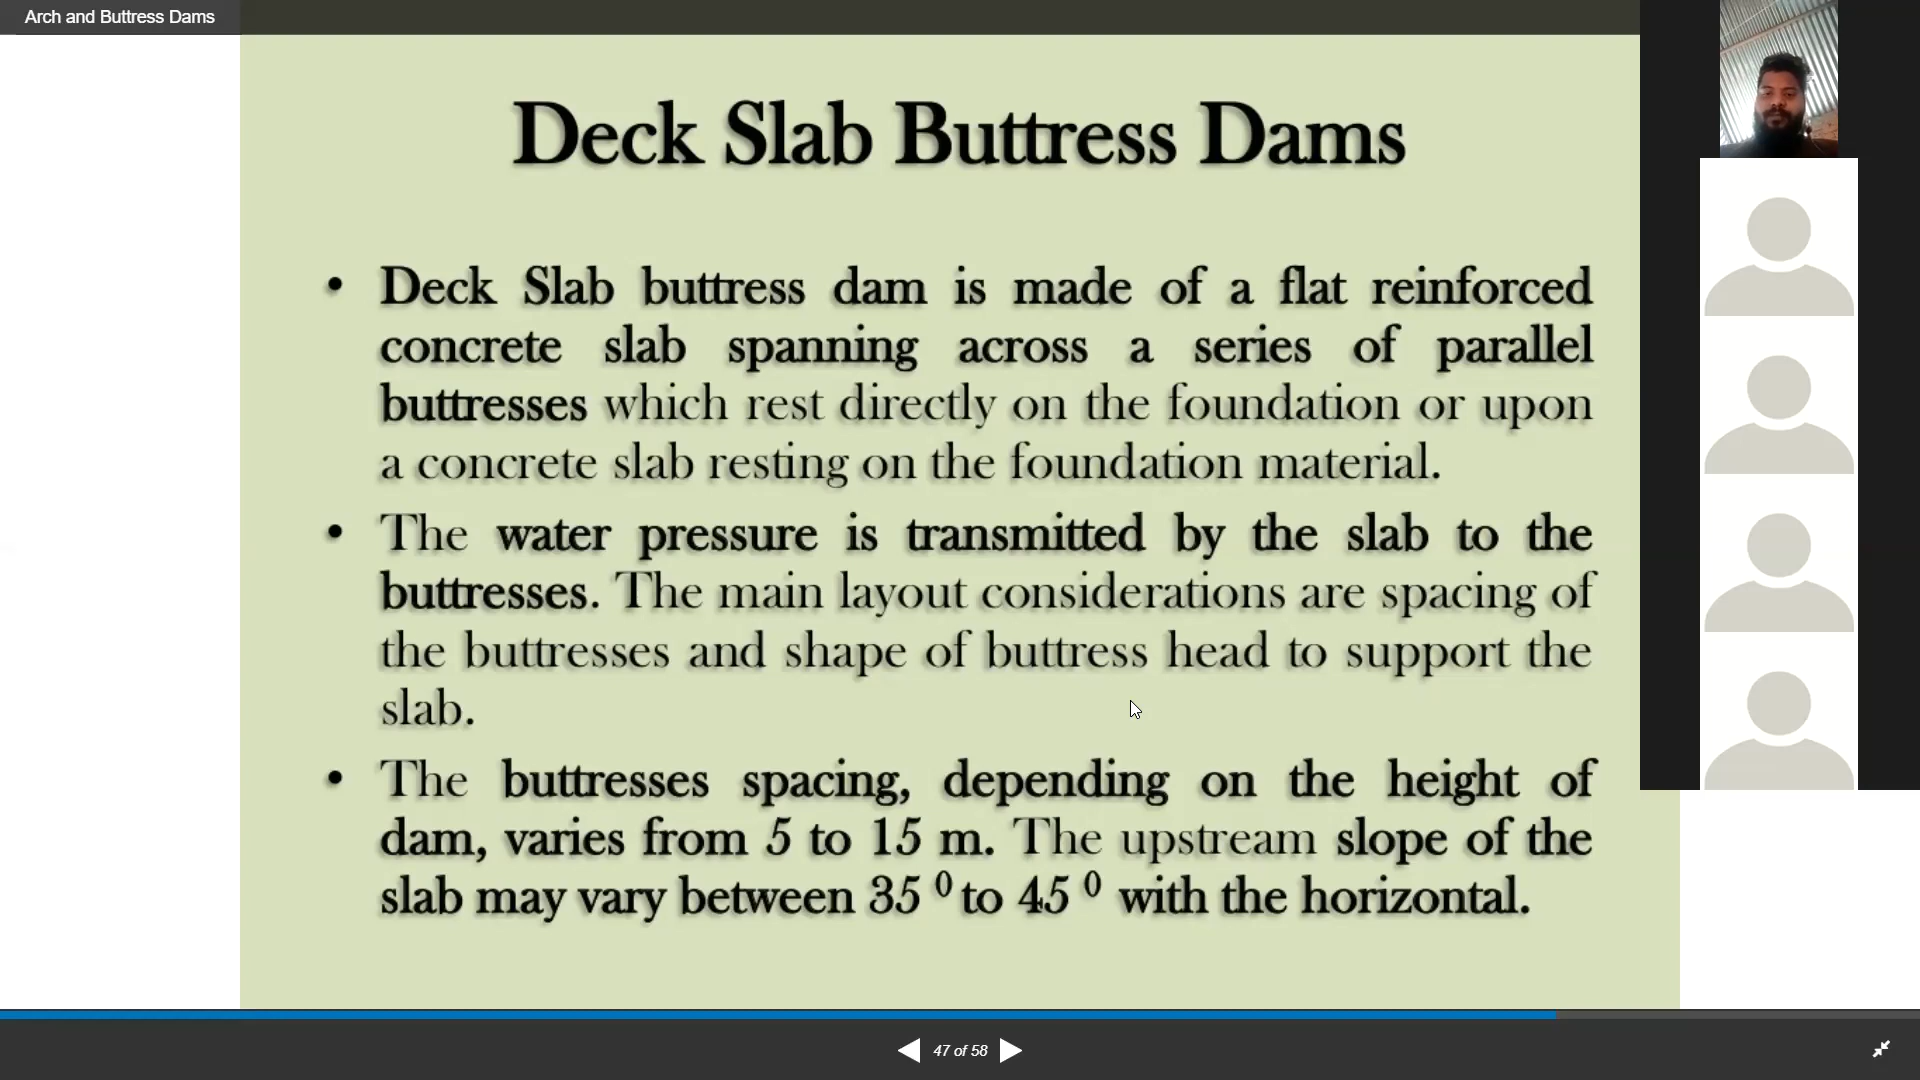 Arch and Buttress Dams
Deck Slab Buttress Dams
• Deck Slab buttress dam is made of a flat reinforced
concrete slab spanning across a series of parallel
buttresses which rest directly on the foundation or upon
a concrete slab resting on the foundation material.
• The water pressure is transmitted by the slab to the
buttresses. The main layout considerations are spacing of
the buttresses and shape of buttress head to support the
slab.
• The buttresses spacing, depending on the height of
dam, varies from 5 to 15 m. The upstream slope of the
slab may vary between 35 ⁰ to 45 ⁰ with the horizontal.
47 of 58